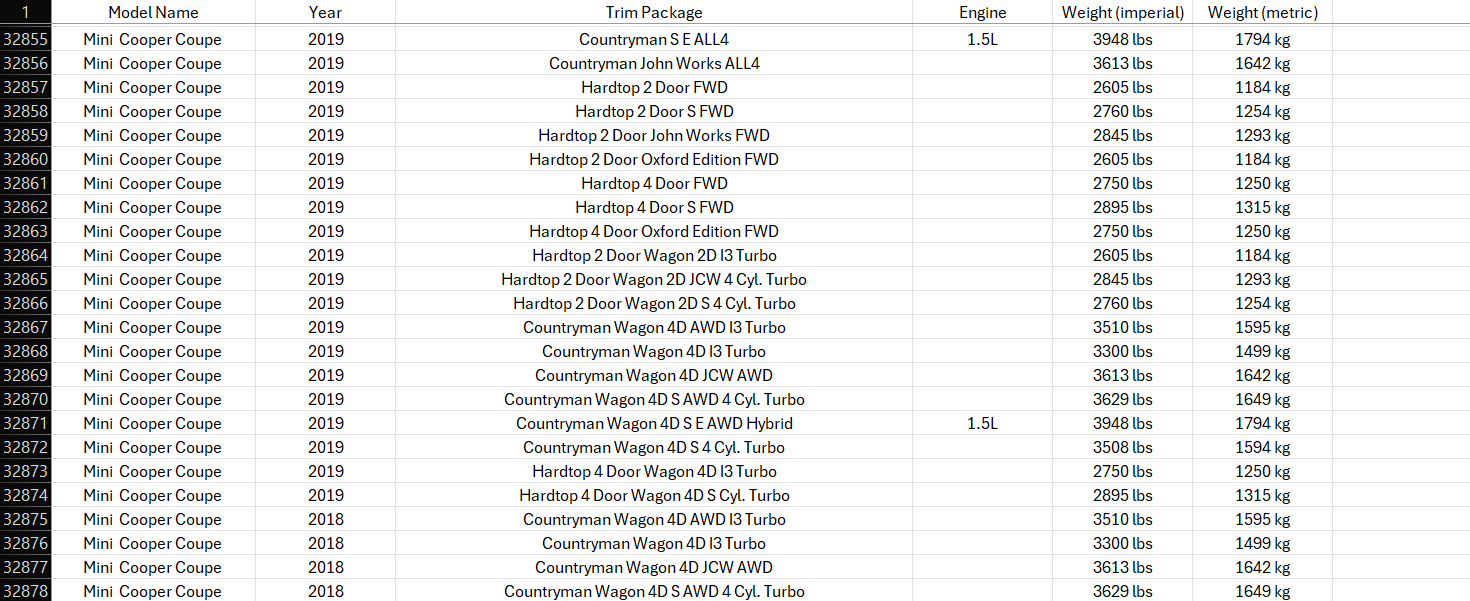 1 Model Name Year Trim Package Engine Weight (imperial) Weight (metric)
32855 Mini Cooper Coupe 2019 Countryman S E ALL4 1.5L 3948 lbs 1794 kg
32856 Mini Cooper Coupe 2019 Countryman John Works ALL4 3613 lbs 1642 kg
32857 Mini Cooper Coupe 2019 Hardtop 2 Door FWD 2605 lbs 1184 kg
32858 Mini Cooper Coupe 2019 Hardtop 2 Door S FWD 2760 lbs 1254 kg
32859 Mini Cooper Coupe 2019 Hardtop 2 Door John Works FWD 2845 lbs 1293 kg
32860 Mini Cooper Coupe 2019 Hardtop 2 Door Oxford Edition FWD 2605 lbs 1184 kg
32861 Mini Cooper Coupe 2019 Hardtop 4 Door FWD 2750 lbs 1250 kg
32862 Mini Cooper Coupe 2019 Hardtop 4 Door S FWD 2895 lbs 1315 kg
32863 Mini Cooper Coupe 2019 Hardtop 4 Door Oxford Edition FWD 2750 lbs 1250 kg
32864 Mini Cooper Coupe 2019 Hardtop 2 Door Wagon 2D I3 Turbo 2605 lbs 1184 kg
32865 Mini Cooper Coupe 2019 Hardtop 2 Door Wagon 2D JCW 4 Cyl. Turbo 2845 lbs 1293 kg
32866 Mini Cooper Coupe 2019 Hardtop 2 Door Wagon 2D S 4 Cyl. Turbo 2760 lbs 1254 kg
32867 Mini Cooper Coupe 2019 Countryman Wagon 4D AWD I3 Turbo 3510 lbs 1595 kg
32868 Mini Cooper Coupe 2019 Countryman Wagon 4D I3 Turbo 3300 lbs 1499 kg
32869 Mini Cooper Coupe 2019 Countryman Wagon 4D JCW AWD 3613 lbs 1642 kg
32870 Mini Cooper Coupe 2019 Countryman Wagon 4D S AWD 4 Cyl. Turbo 3629 lbs 1649 kg
32871 Mini Cooper Coupe 2019 Countryman Wagon 4D S E AWD Hybrid 1.5L 3948 lbs 1794 kg
32872 Mini Cooper Coupe 2019 Countryman Wagon 4D S 4 Cyl. Turbo 3508 lbs 1594 kg
32873 Mini Cooper Coupe 2019 Hardtop 4 Door Wagon 4D I3 Turbo 2750 lbs 1250 kg
32874 Mini Cooper Coupe 2019 Hardtop 4 Door Wagon 4D S Cyl. Turbo 2895 lbs 1315 kg
32875 Mini Cooper Coupe 2018 Countryman Wagon 4D AWD I3 Turbo 3510 lbs 1595 kg
32876 Mini Cooper Coupe 2018 Countryman Wagon 4D I3 Turbo 3300 lbs 1499 kg
32877 Mini Cooper Coupe 2018 Countryman Wagon 4D JCW AWD 3613 lbs 1642 kg
32878 Mini Cooper Coupe 2018 Countryman Wagon 4D S AWD 4 Cyl. Turbo 3629 lbs 1649 kg